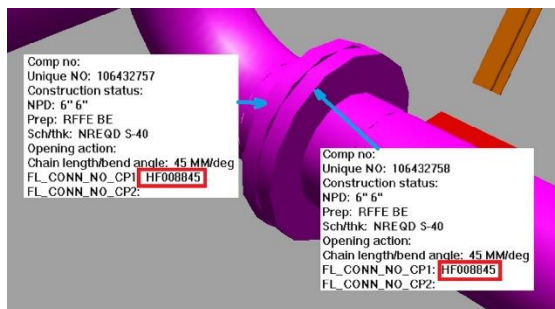 Comp no:
Unique NO: 106432757
Construction status:
NPD: 6" 6"
Prep: RFFE BE
Sch/thk: NREQD S-40
Opening action:
Chain length/bend angle: 45 MM/deg
FL_CONN_NO_CP1: HF008845
FL_CONN_NO_CP2:
Comp no:
Unique NO: 106432758
Construction status:
NPD: 6" 6"
Prep: RFFE BE
Sch/thk: NREQD S-40
Opening action:
Chain length/bend angle: 45 MM/deg
FL_CONN_NO_CP1: HF008845
FL_CONN_NO_CP2: